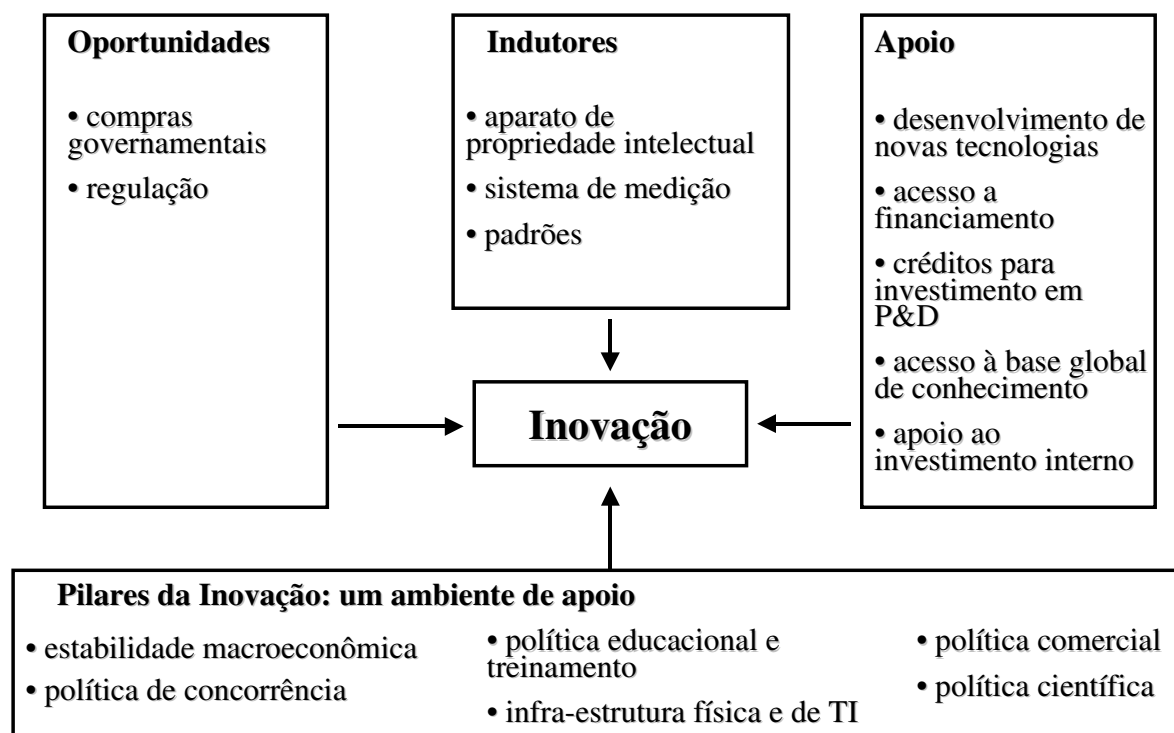 Oportunidades
• compras
governamentais
• regulação
Indutores
• aparato de
propriedade intelectual
• sistema de medição
• padrões
Apoio
• desenvolvimento de
novas tecnologias
• acesso a
financiamento
• créditos para
investimento em
P&D
• acesso à base global
de conhecimento
• apoio ao
investimento interno
Inovação
Pilares da Inovação: um ambiente de apoio
• estabilidade macroeconômica
• política de concorrência
• política educacional e
treinamento
• infra-estrutura física e de TI
• política comercial
• política científica